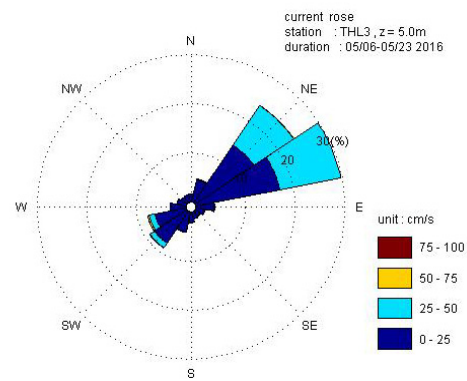 current rose
station : THL3 , z = 5.0m
duration : 05/06-05/23 2016
N
NW
NE
30(%)
20
W
E
unit : cm/s
75 - 100
50 - 75
25 - 50
0 - 25
SW
SE
S